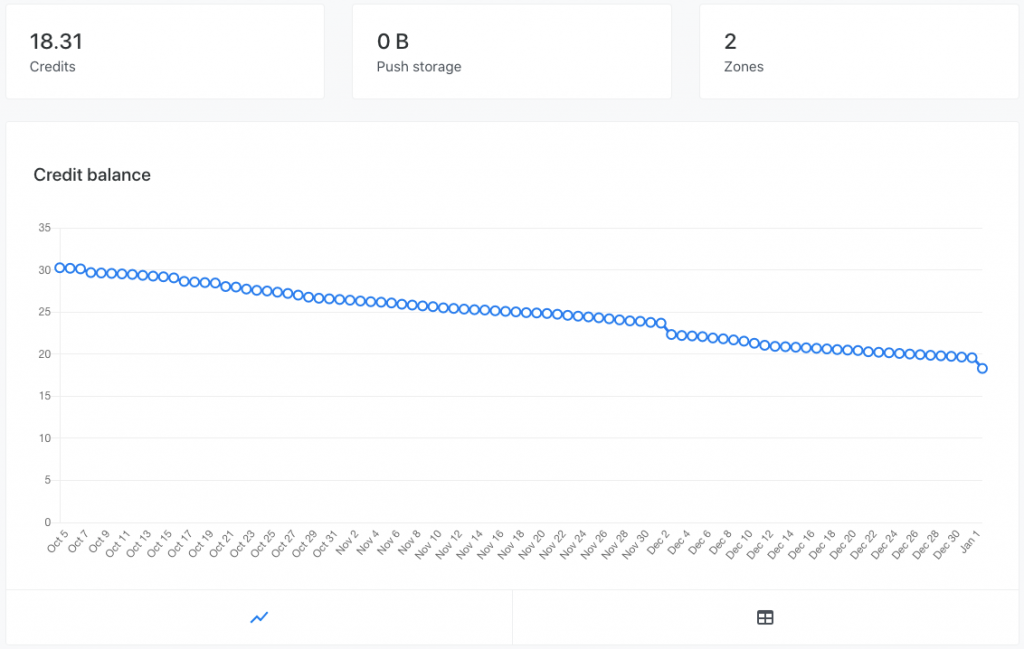 18.31
Credits
0 B
Push storage
2
Zones
Credit balance
35
30
25
20
15
10
5
0
Oct 5
Oct 7
Oct 9
Oct 11
Oct 13
Oct 15
Oct 17
Oct 19
Oct 21
Oct 23
Oct 25
Oct 27
Oct 29
Oct 31
Nov 2
Nov 4
Nov 6
Nov 8
Nov 10
Nov 12
Nov 14
Nov 16
Nov 18
Nov 20
Nov 22
Nov 24
Nov 26
Nov 28
Nov 30
Dec 2
Dec 4
Dec 6
Dec 8
Dec 10
Dec 12
Dec 14
Dec 16
Dec 18
Dec 20
Dec 22
Dec 24
Dec 26
Dec 28
Dec 30
Jan 1